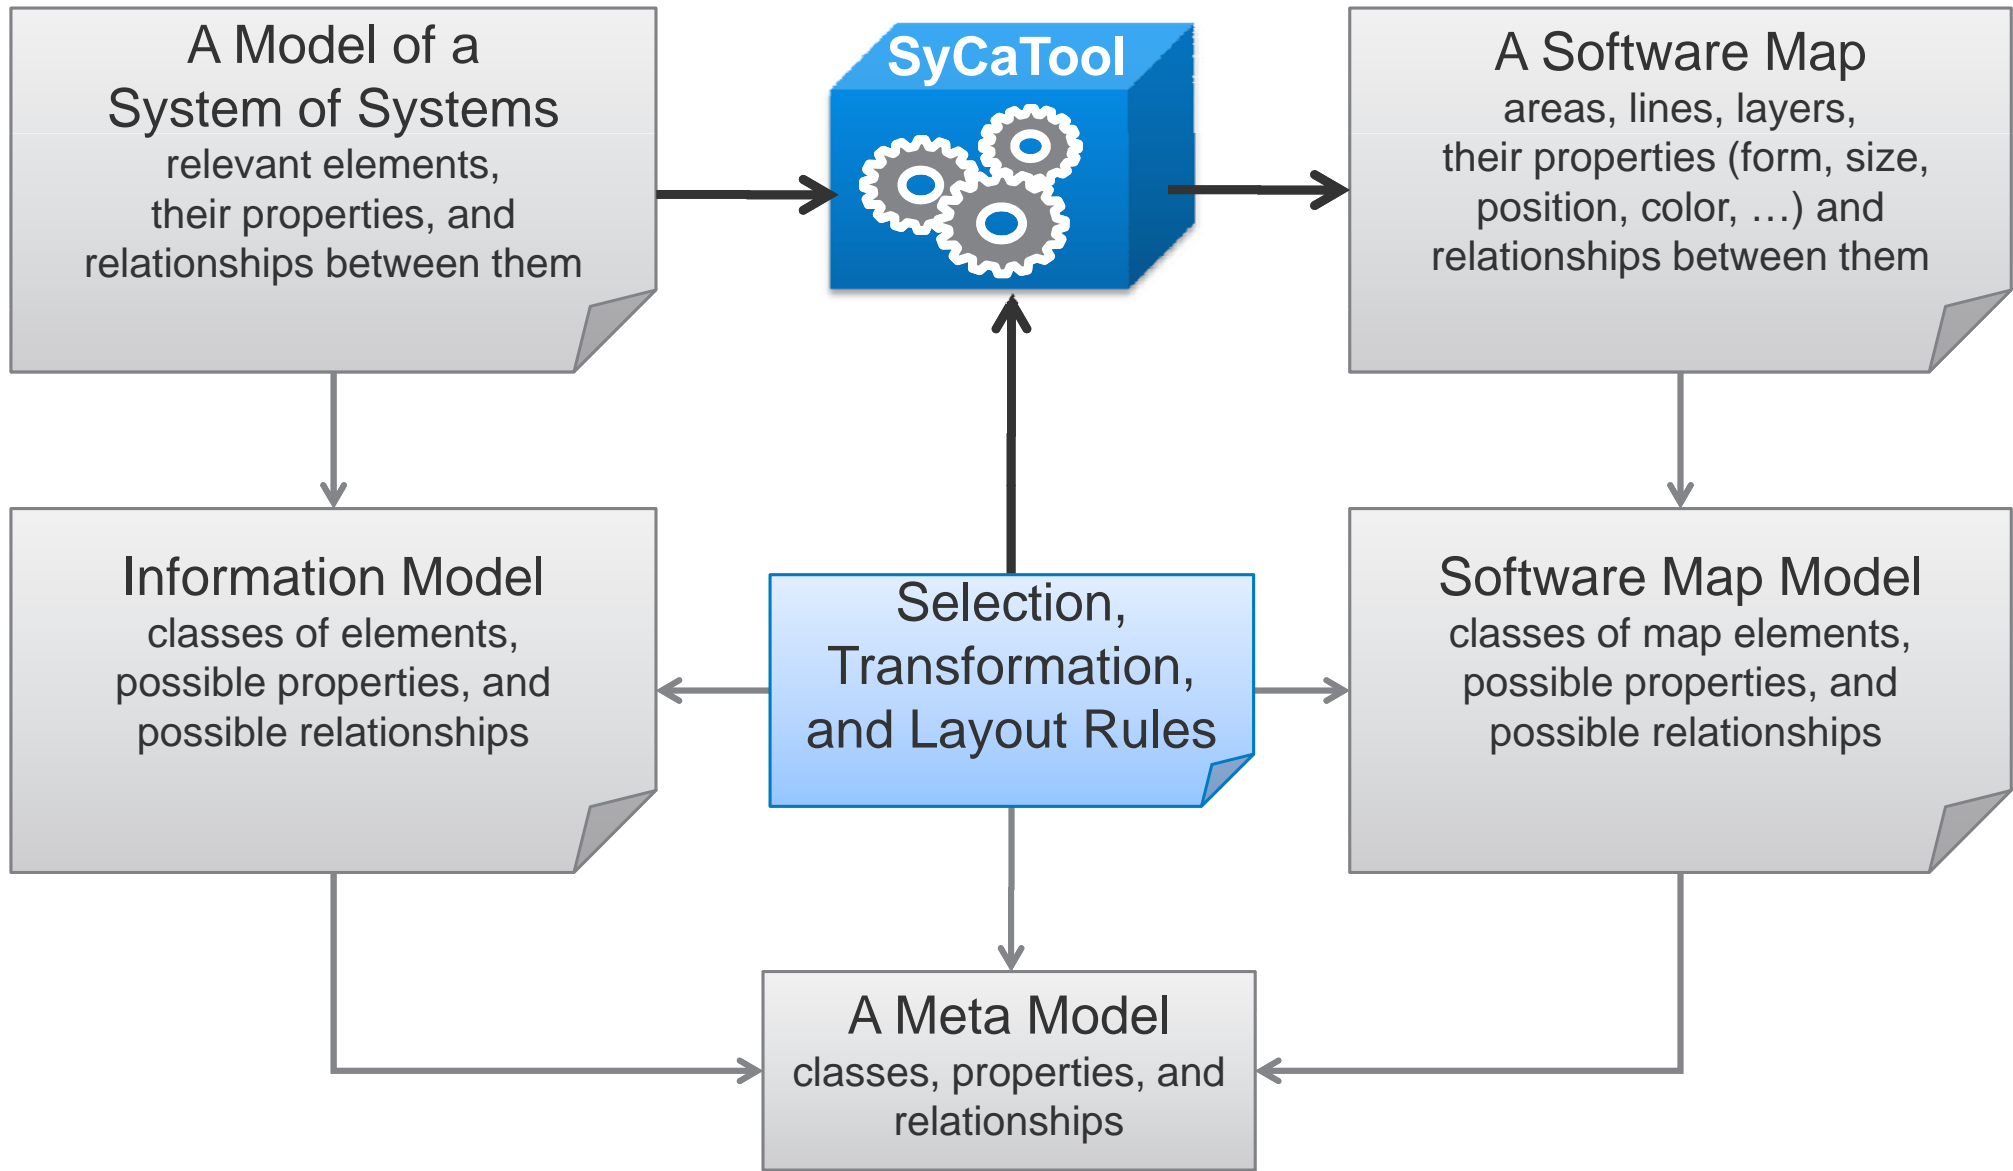 A Model of a
System of Systems
relevant elements,
their properties, and
relationships between them
SyCaTool
A Software Map
areas, lines, layers,
their properties (form, size,
position, color, …) and
relationships between them
Information Model
classes of elements,
possible properties, and
possible relationships
Selection,
Transformation,
and Layout Rules
Software Map Model
classes of map elements,
possible properties, and
possible relationships
A Meta Model
classes, properties, and
relationships